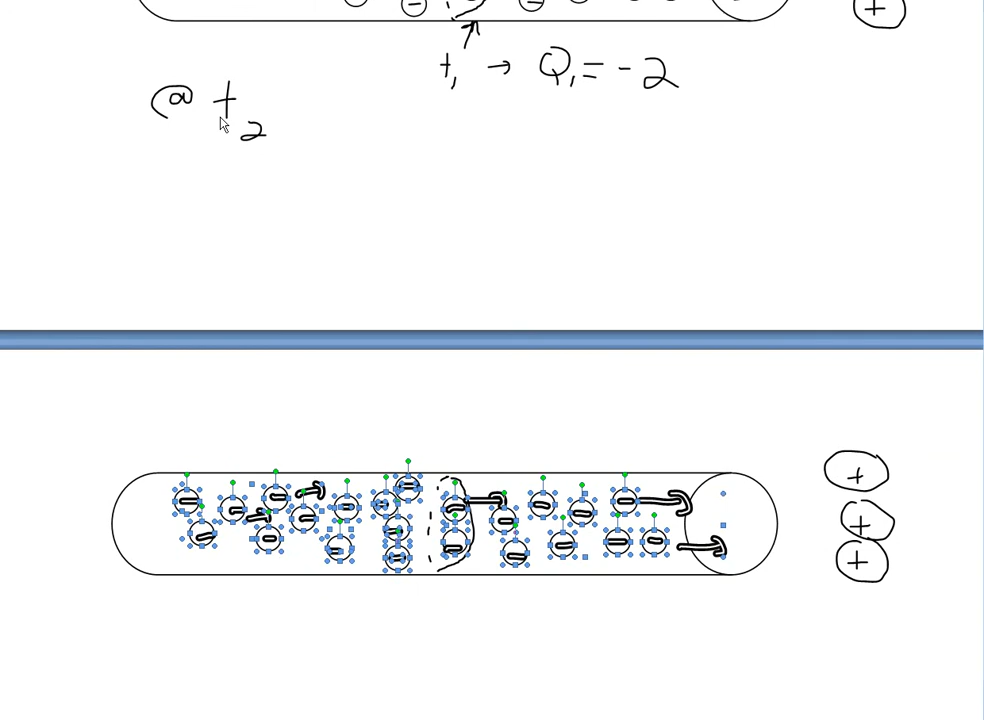 − − − +
t₁ → Q₁ = - 2
@ t₂
− − − − − − − − − − − − − − − − − − − − − +
+
+